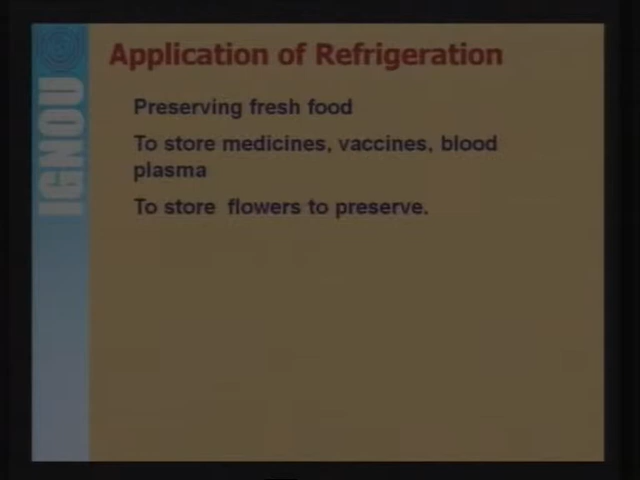 Application of Refrigeration
IGNOU
Preserving fresh food
To store medicines, vaccines, blood
plasma
To store flowers to preserve.